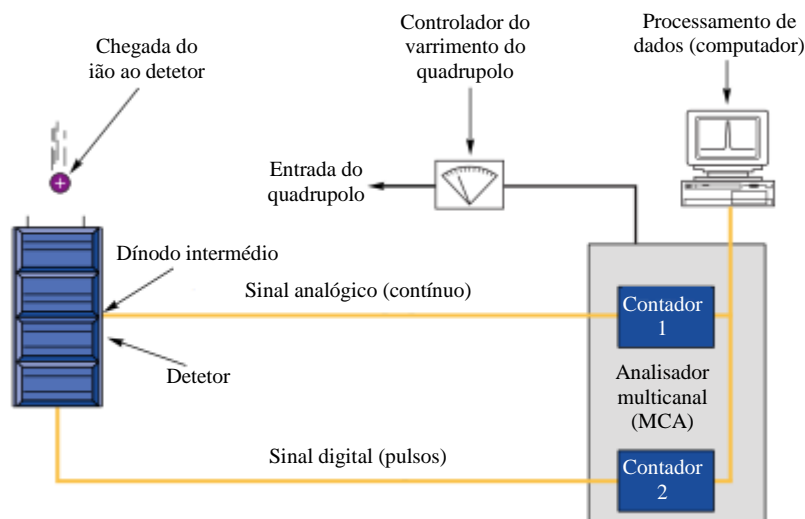 Chegada do
ião ao detetor
Controlador do
varrimento do
quadrupolo
Processamento de
dados (computador)
Entrada do
quadrupolo
Dínodo intermédio
Sinal analógico (contínuo)
Contador
1
Detetor
Analisador
multicanal
(MCA)
Sinal digital (pulsos)
Contador
2